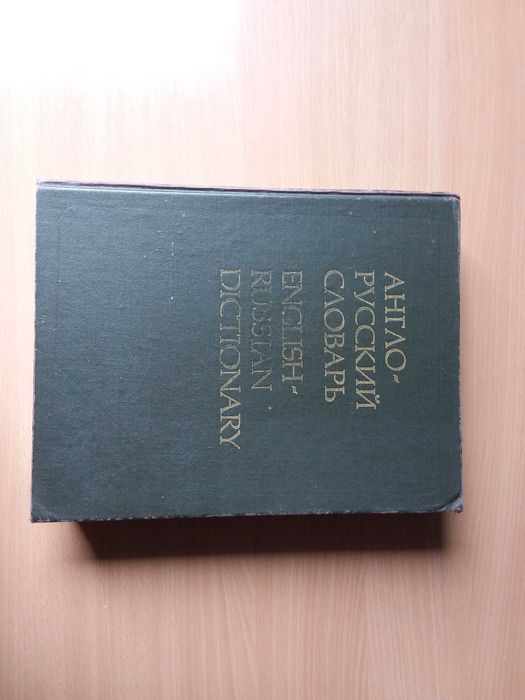 АНГЛО-
РУССКИЙ
СЛОВАРЬ
ENGLISH-
RUSSIAN
DICTIONARY